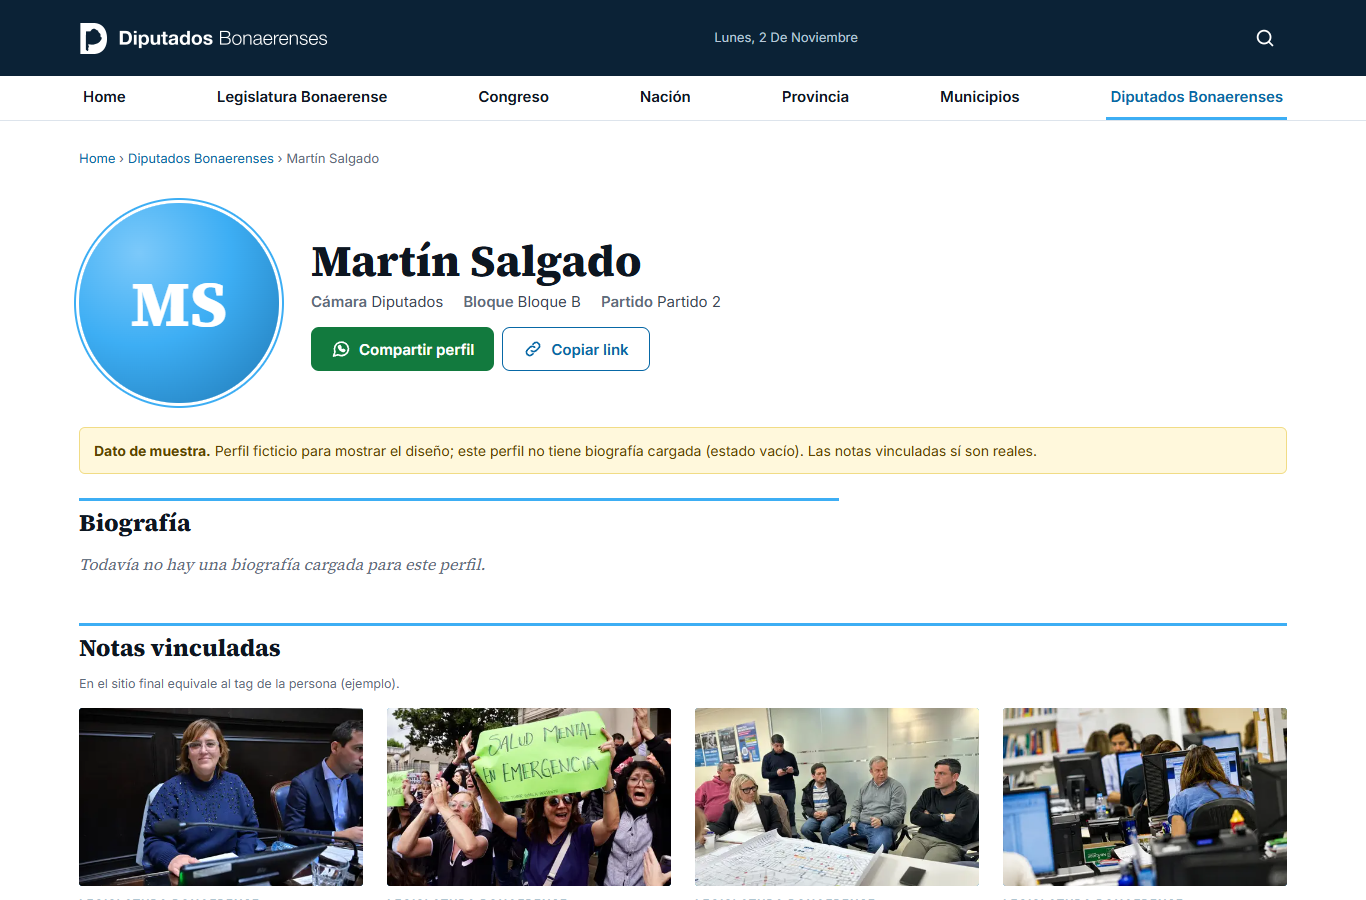 Diputados Bonaerenses
Lunes, 2 De Noviembre
Home
Legislatura Bonaerense
Congreso
Nación
Provincia
Municipios
Diputados Bonaerenses
Home › Diputados Bonaerenses › Martín Salgado
MS
Martín Salgado
Cámara Diputados Bloque Bloque B Partido Partido 2
Compartir perfil
Copiar link
Dato de muestra. Perfil ficticio para mostrar el diseño; este perfil no tiene biografía cargada (estado vacío). Las notas vinculadas sí son reales.
Biografía
Todavía no hay una biografía cargada para este perfil.
Notas vinculadas
En el sitio final equivale al tag de la persona (ejemplo).
SALUD MENTAL
EN EMERGENCIA